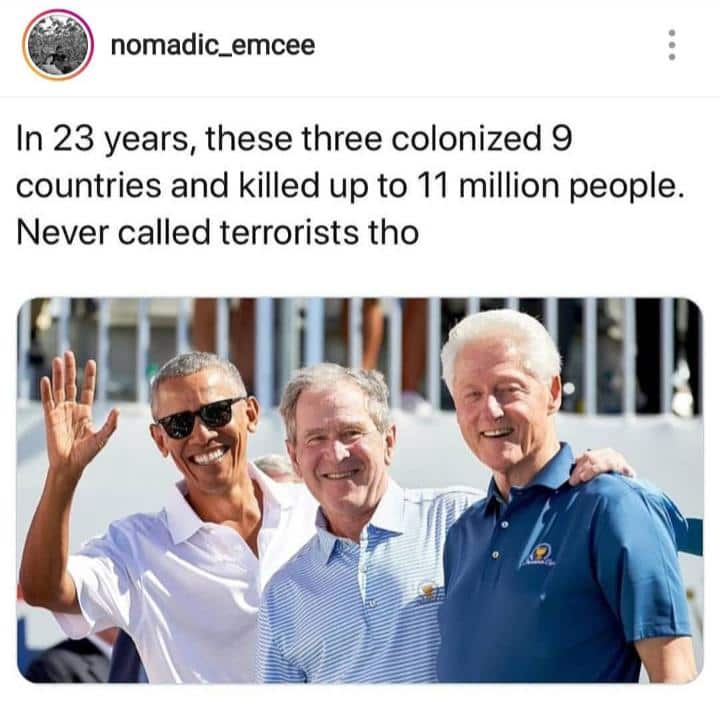 nomadic_emcee
In 23 years, these three colonized 9
countries and killed up to 11 million people.
Never called terrorists tho